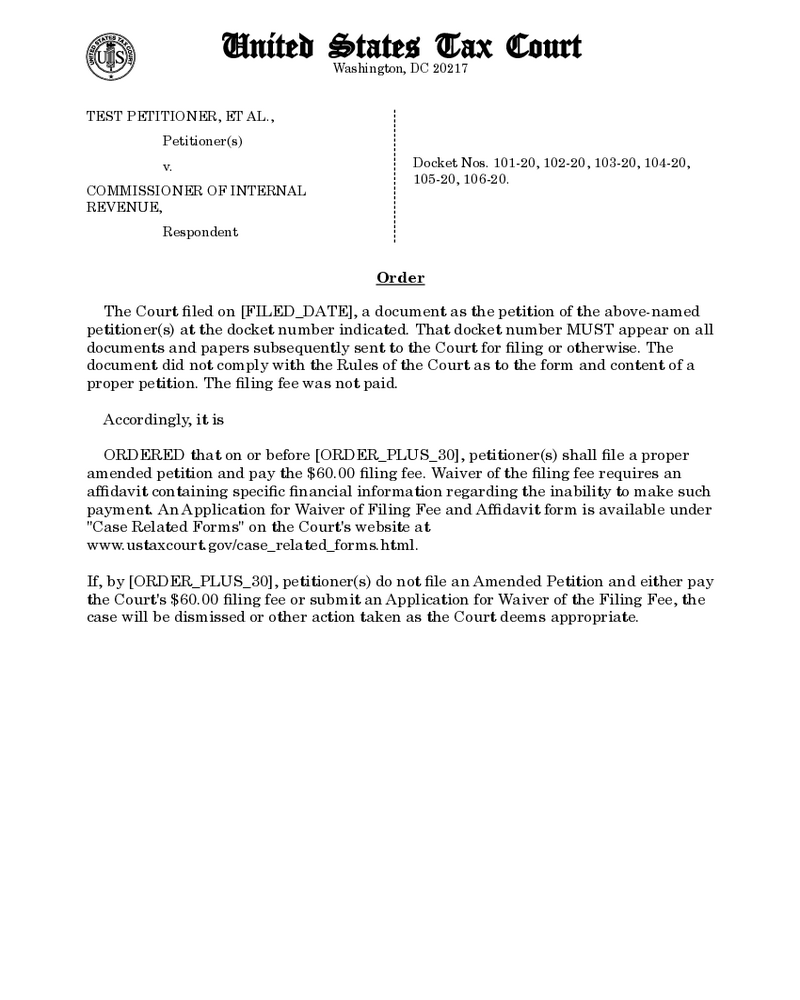 UNITED STATES TAX COURT
US
United States Tax Court
Washington, DC 20217
TEST PETITIONER, ET AL.,
Petitioner(s)
v.
COMMISSIONER OF INTERNAL
REVENUE,
Respondent
Docket Nos. 101-20, 102-20, 103-20, 104-20,
105-20, 106-20.
Order
The Court filed on [FILED_DATE], a document as the petition of the above-named
petitioner(s) at the docket number indicated. That docket number MUST appear on all
documents and papers subsequently sent to the Court for filing or otherwise. The
document did not comply with the Rules of the Court as to the form and content of a
proper petition. The filing fee was not paid.
Accordingly, it is
ORDERED that on or before [ORDER_PLUS_30], petitioner(s) shall file a proper
amended petition and pay the $60.00 filing fee. Waiver of the filing fee requires an
affidavit containing specific financial information regarding the inability to make such
payment. An Application for Waiver of Filing Fee and Affidavit form is available under
"Case Related Forms" on the Court's website at
www.ustaxcourt.gov/case_related_forms.html.
If, by [ORDER_PLUS_30], petitioner(s) do not file an Amended Petition and either pay
the Court's $60.00 filing fee or submit an Application for Waiver of the Filing Fee, the
case will be dismissed or other action taken as the Court deems appropriate.